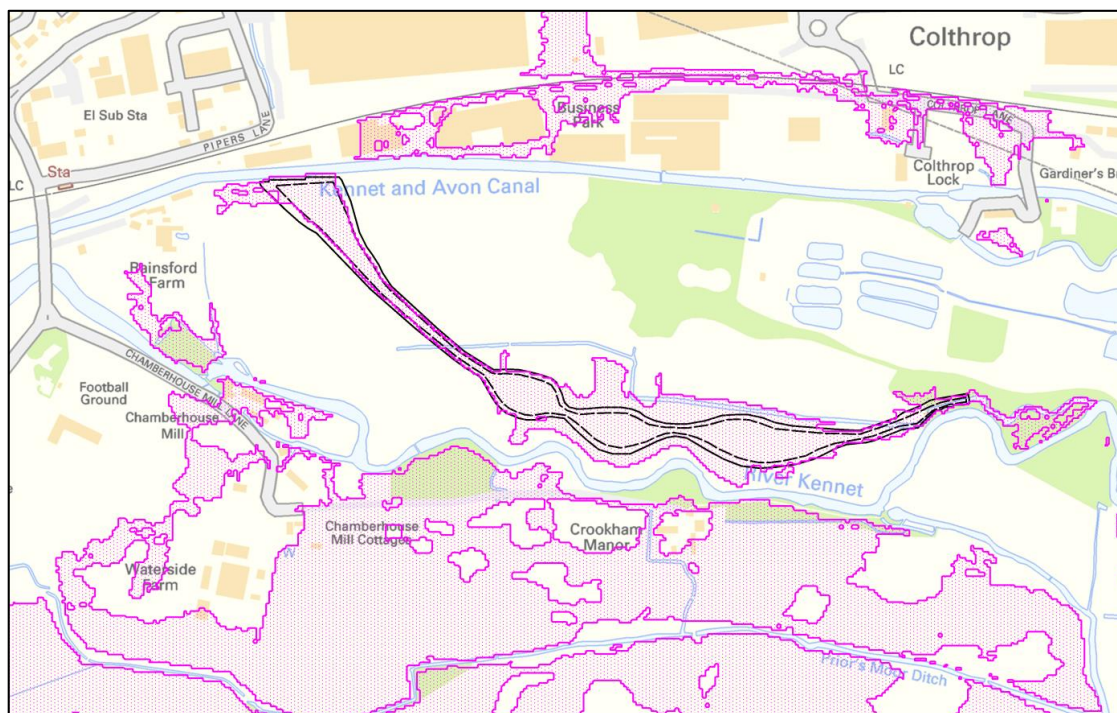 Colthrop
LC
El Sub Sta
Business
Park
PIPERS LANE
Sta
LC
Colthrop
Lock
Gardiner's B
Kennet and Avon Canal
Bainsford
Farm
CHAMBERHOUSE MILL LANE
Football
Ground
Chamberhouse
Mill
River Kennet
Chamberhouse
Mill Cottages
Crookham
Manor
W
Waterside
Farm
Prior's Moor Ditch